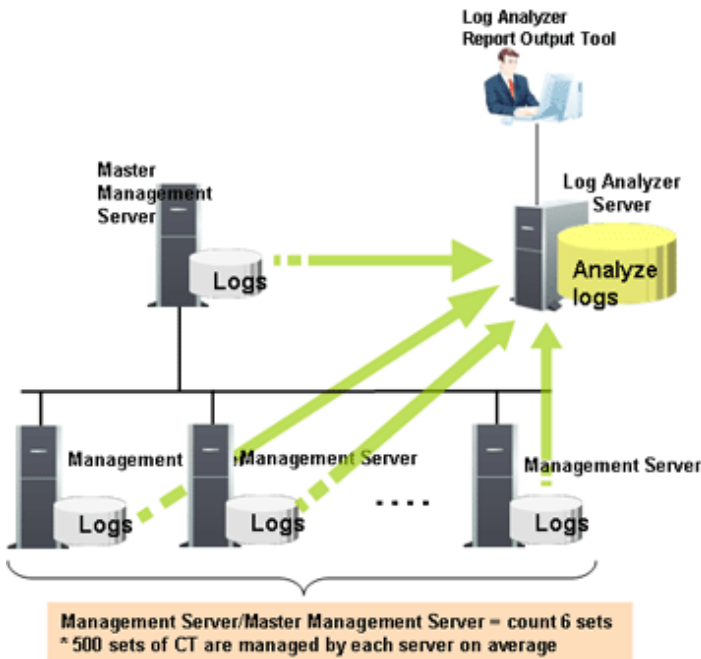 Log Analyzer
Report Output Tool
Master
Management
Server
Log Analyzer
Server
Logs
Analyze
logs
Management
er
Management Server
Management Server
Logs
Logs
....
Logs
Management Server/Master Management Server = count 6 sets
* 500 sets of CT are managed by each server on average